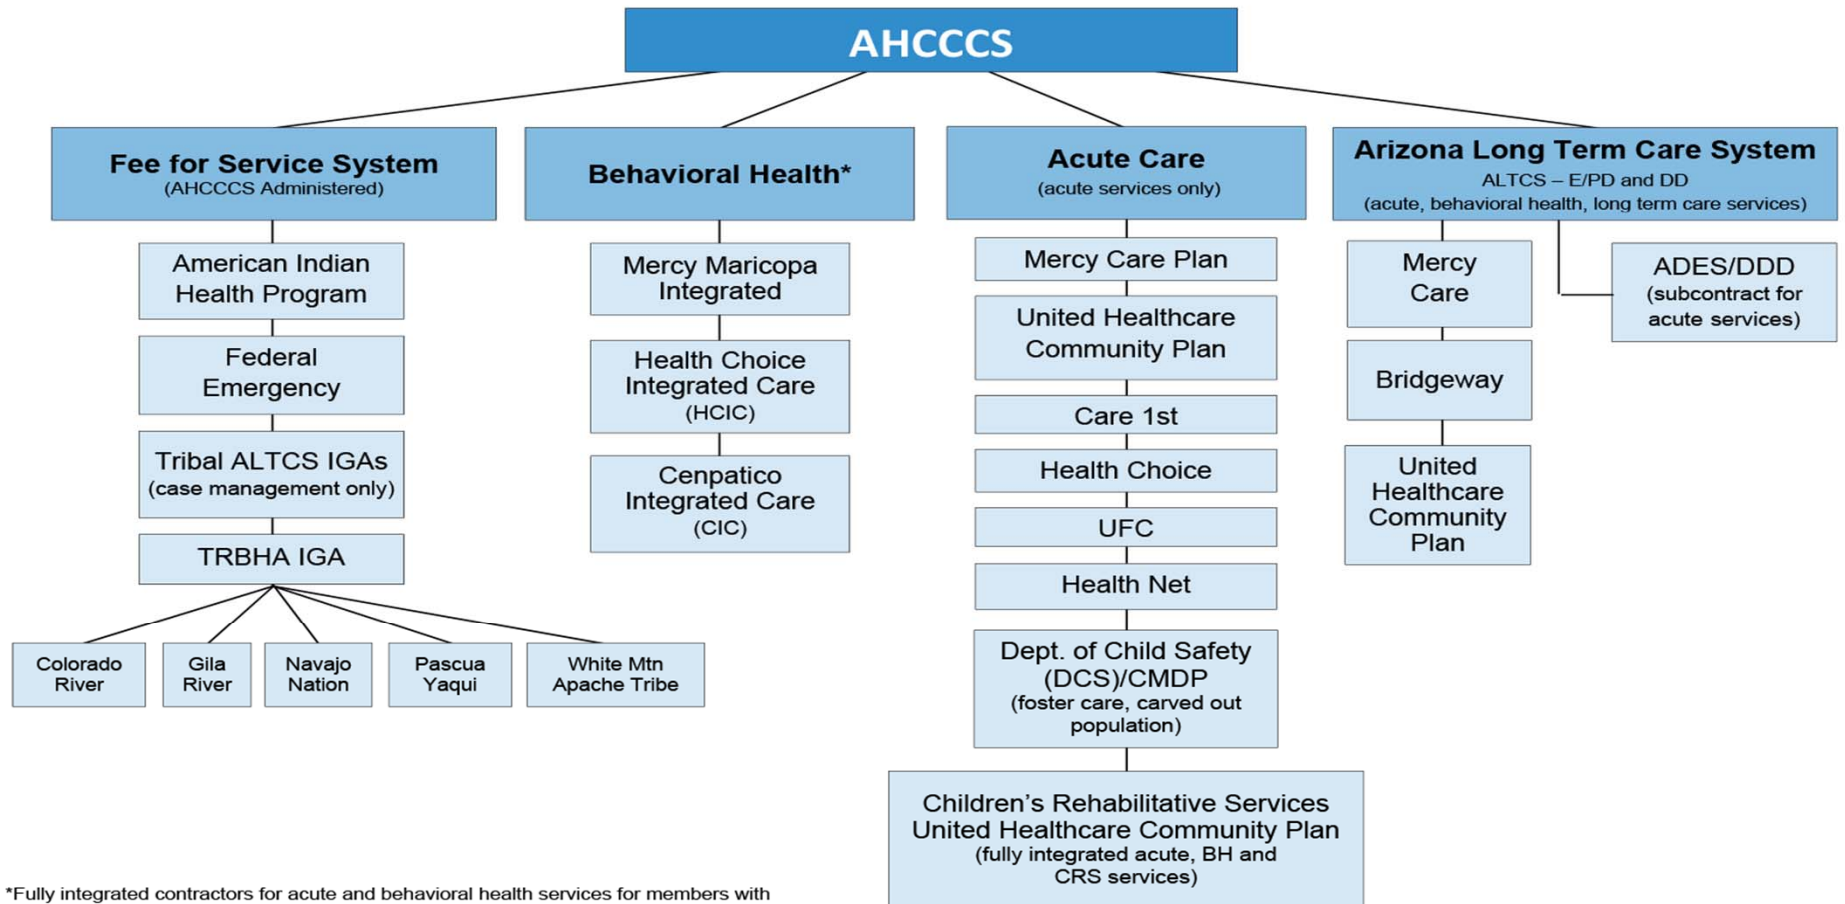 AHCCCS
Fee for Service System
(AHCCCS Administered)
American Indian
Health Program
Federal
Emergency
Tribal ALTCS IGAs
(case management only)
TRBHA IGA
Colorado
River
Gila
River
Navajo
Nation
Pascua
Yaqui
White Mtn
Apache Tribe
Behavioral Health*
Mercy Maricopa
Integrated
Health Choice
Integrated Care
(HCIC)
Cenpatico
Integrated Care
(CIC)
Acute Care
(acute services only)
Mercy Care Plan
United Healthcare
Community Plan
Care 1st
Health Choice
UFC
Health Net
Dept. of Child Safety
(DCS)/CMDP
(foster care, carved out
population)
Children’s Rehabilitative Services
United Healthcare Community Plan
(fully integrated acute, BH and
CRS services)
Arizona Long Term Care System
ALTCS – E/PD and DD
(acute, behavioral health, long term care services)
Mercy
Care
Bridgeway
United
Healthcare
Community
Plan
ADES/DDD
(subcontract for
acute services)
*Fully integrated contractors for acute and behavioral health services for members with